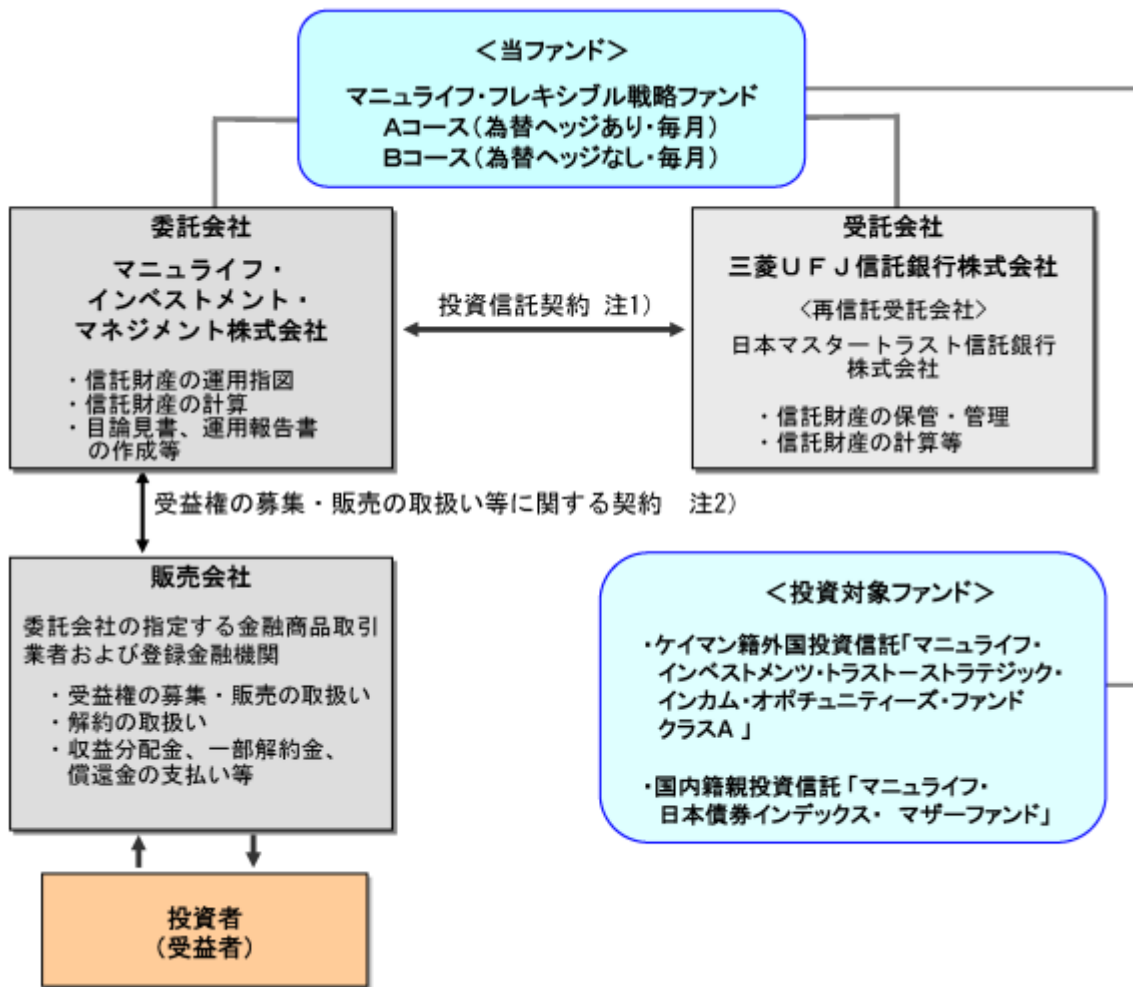 ＜当ファンド＞
マニュライフ・フレキシブル戦略ファンド
Aコース（為替ヘッジあり・毎月）
Bコース（為替ヘッジなし・毎月）
委託会社
マニュライフ・
インベストメント・
マネジメント株式会社
・信託財産の運用指図
・信託財産の計算
・目論見書、運用報告書
の作成等
投資信託契約 注1）
受託会社
三菱ＵＦＪ信託銀行株式会社
〈再信託受託会社〉
日本マスタートラスト信託銀行
株式会社
・信託財産の保管・管理
・信託財産の計算等
受益権の募集・販売の取扱い等に関する契約　注2）
販売会社
委託会社の指定する金融商品取引
業者および登録金融機関
・受益権の募集・販売の取扱い
・解約の取扱い
・収益分配金、一部解約金、
償還金の支払い等
＜投資対象ファンド＞
・ケイマン籍外国投資信託「マニュライフ・
インベストメンツ・トラストーストラテジック・
インカム・オポチュニティーズ・ファンド
クラスA 」
・国内籍親投資信託「マニュライフ・
日本債券インデックス・ マザーファンド」
投資者
（受益者）